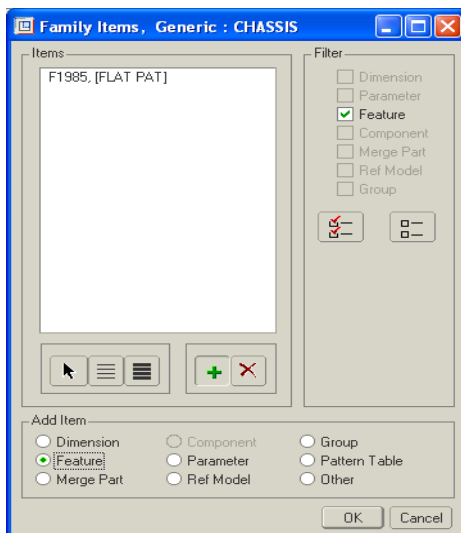 Family Items, Generic : CHASSIS
Items
F1985, [FLAT PAT]
Filter
Dimension
Parameter
Feature
Component
Merge Part
Ref Model
Group
Add Item
Dimension
Component
Group
Feature
Parameter
Pattern Table
Merge Part
Ref Model
Other
OK
Cancel